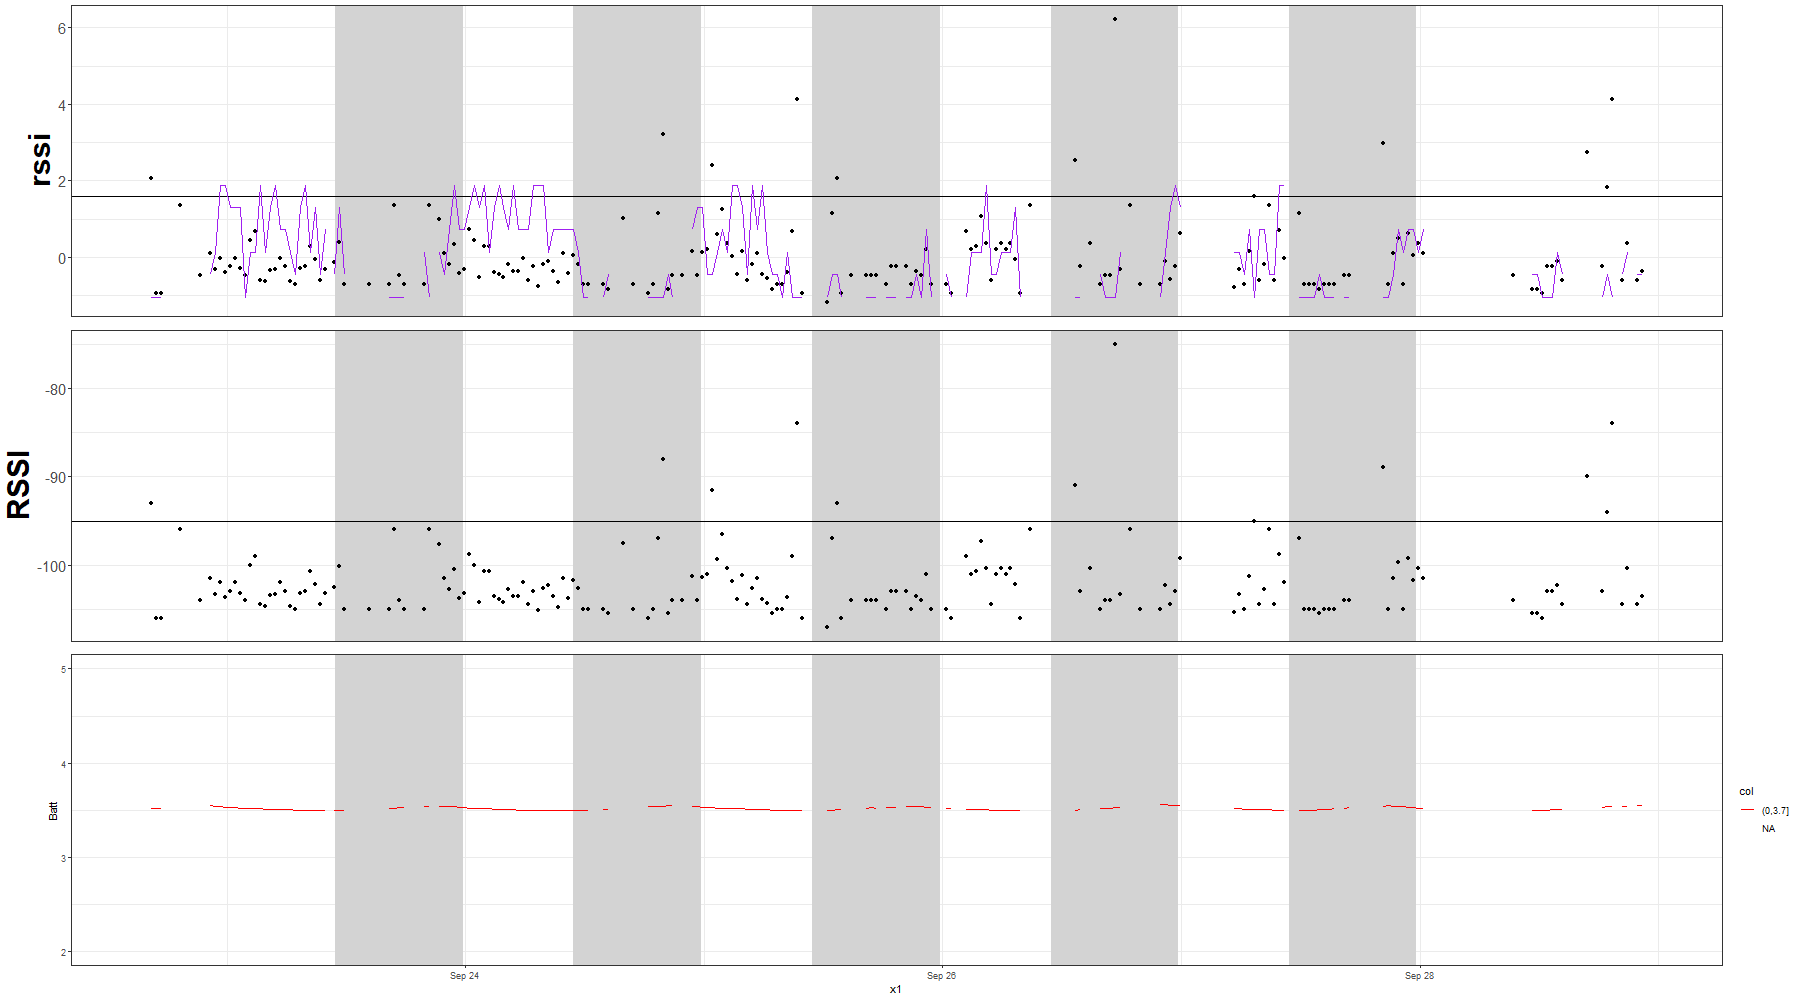 rssi
6
4
2
0
RSSI
-80
-90
-100
Batt
5
4
3
2
Sep 24
Sep 26
Sep 28
x1
col
(0,3.7]
NA